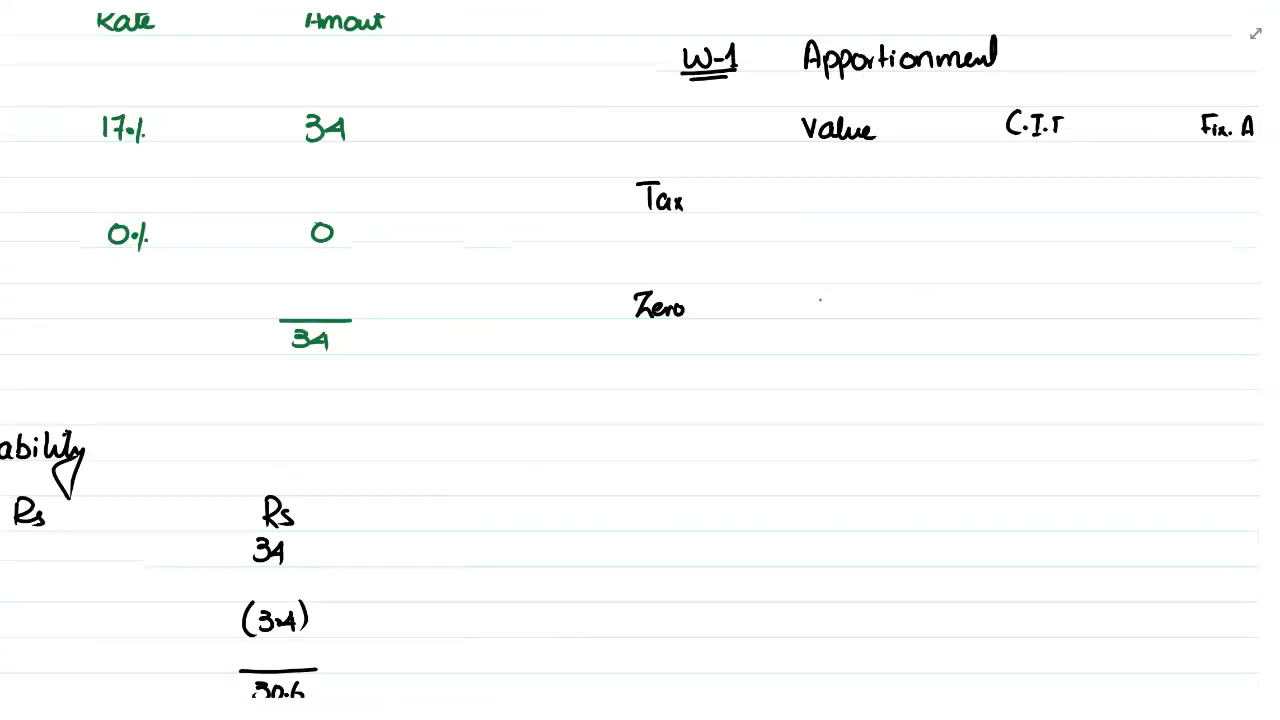 Rate Amout
W-1 Apportionment
17% 34
Value C.I.T Fix. A
Tax
0% 0
Zero
34
ability
Rs Rs
34
(3.4)
30.6